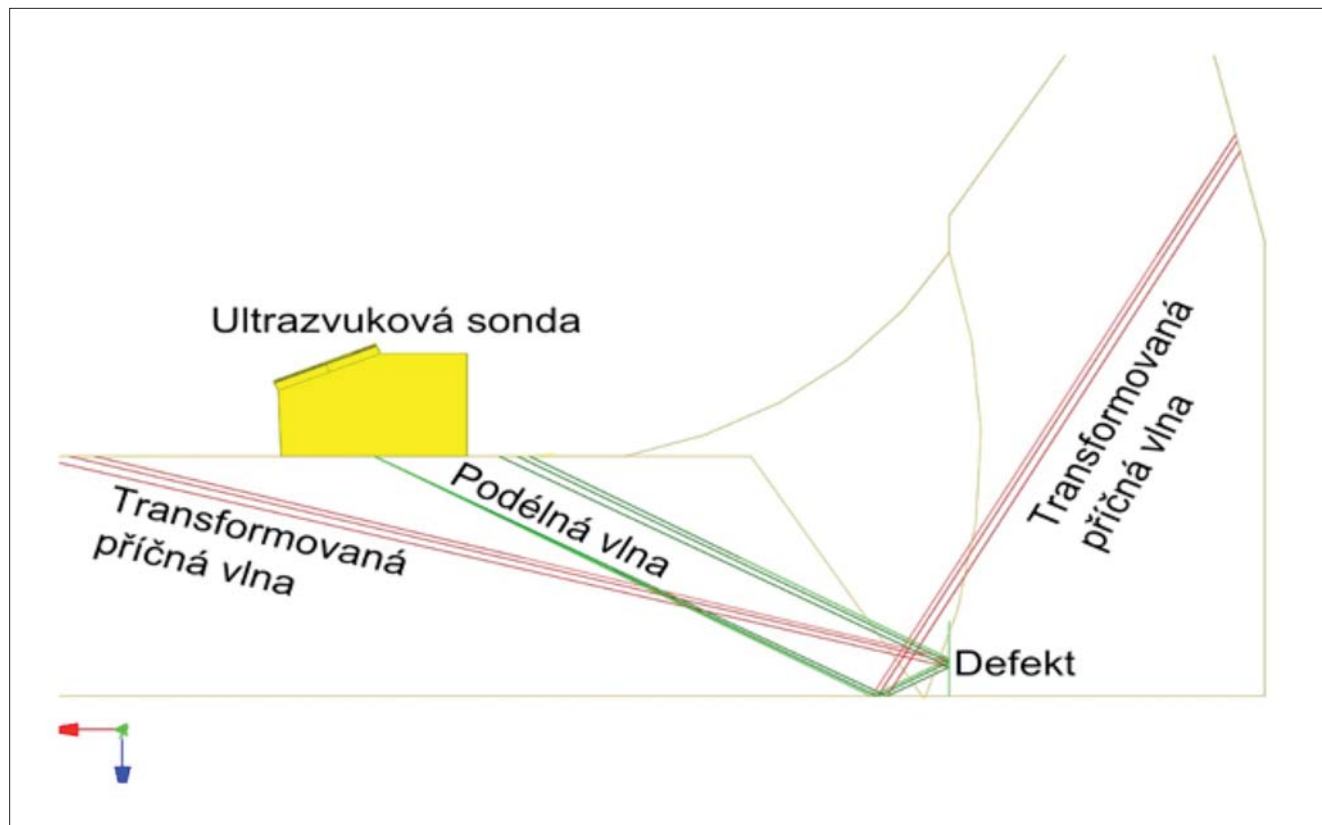 Ultrazvuková sonda
Transformovaná
příčná vlna
Podélná vlna
Transformovaná
příčná vlna
Defekt